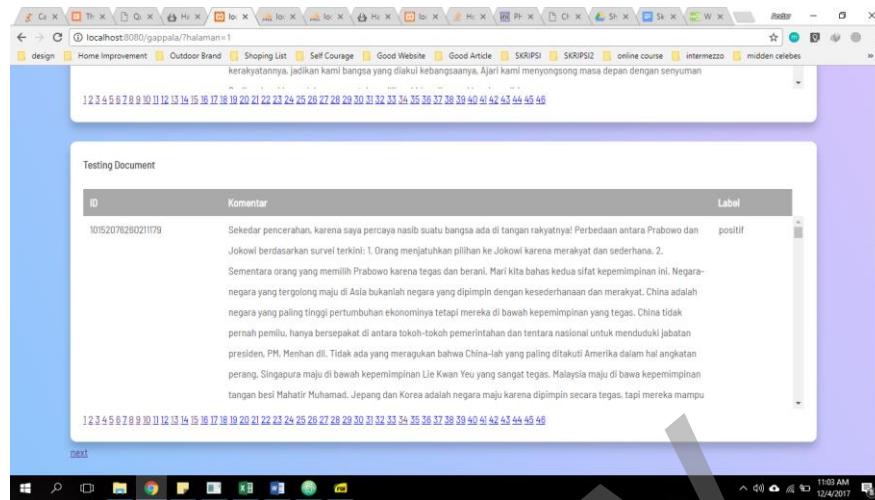 localhost:8080/gappala/?halaman=1
design Home Improvement Outdoor Brand Shoping List Self Courage Good Website Good Article SKRIPSI SKRIPSI2 online course intermezzo midden celebes
kerakyatannya, jadikan kami bangsa yang diakui kebangsaanya, Ajari kami menyongsong masa depan dengan senyuman
1 2 3 4 5 6 7 8 9 10 11 12 13 14 15 16 17 18 19 20 21 22 23 24 25 26 27 28 29 30 31 32 33 34 35 36 37 38 39 40 41 42 43 44 45 46
Testing Document
ID Komentar Label
10152076260211179 Sekedar pencerahan, karena saya percaya nasib suatu bangsa ada di tangan rakyatnya! Perbedaan antara Prabowo dan positif
Jokowi berdasarkan survei terkini: 1. Orang menjatuhkan pilihan ke Jokowi karena merakyat dan sederhana. 2.
Sementara orang yang memilih Prabowo karena tegas dan berani. Mari kita bahas kedua sifat kepemimpinan ini. Negara-
negara yang tergolong maju di Asia bukanlah negara yang dipimpin dengan kesederhanaan dan merakyat. China adalah
negara yang paling tinggi pertumbuhan ekonominya tetapi mereka di bawah kepemimpinan yang tegas. China tidak
pernah pemilu, hanya bersepakat di antara tokoh-tokoh pemerintahan dan tentara nasional untuk menduduki jabatan
presiden, PM, Menhan dll. Tidak ada yang meragukan bahwa China-lah yang paling ditakuti Amerika dalam hal angkatan
perang. Singapura maju di bawah kepemimpinan Lie Kwan Yeu yang sangat tegas. Malaysia maju di bawa kepemimpinan
tangan besi Mahatir Muhamad. Jepang dan Korea adalah negara maju karena dipimpin secara tegas, tapi mereka mampu
1 2 3 4 5 6 7 8 9 10 11 12 13 14 15 16 17 18 19 20 21 22 23 24 25 26 27 28 29 30 31 32 33 34 35 36 37 38 39 40 41 42 43 44 45 46
next
11:03 AM
12/4/2017